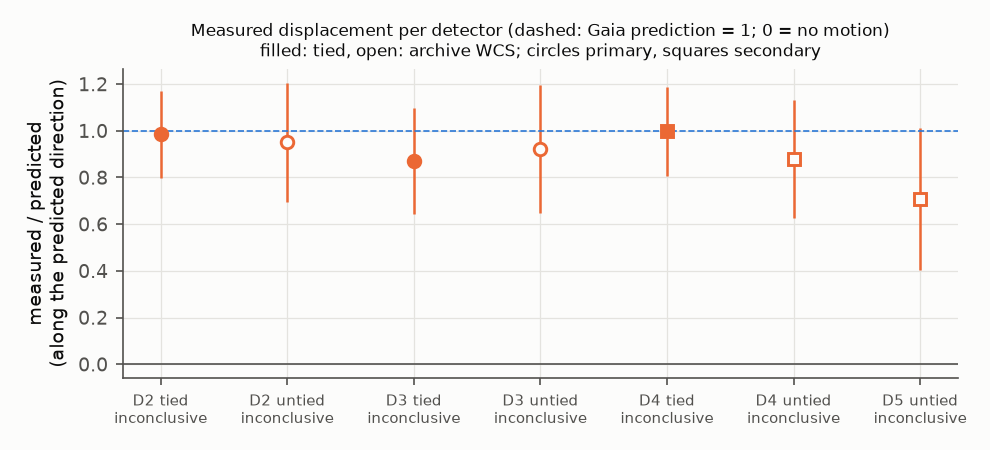 Measured displacement per detector (dashed: Gaia prediction = 1; 0 = no motion)
filled: tied, open: archive WCS; circles primary, squares secondary
measured / predicted
(along the predicted direction)
1.2
1.0
0.8
0.6
0.4
0.2
0.0
D2 tied
inconclusive
D2 untied
inconclusive
D3 tied
inconclusive
D3 untied
inconclusive
D4 tied
inconclusive
D4 untied
inconclusive
D5 untied
inconclusive